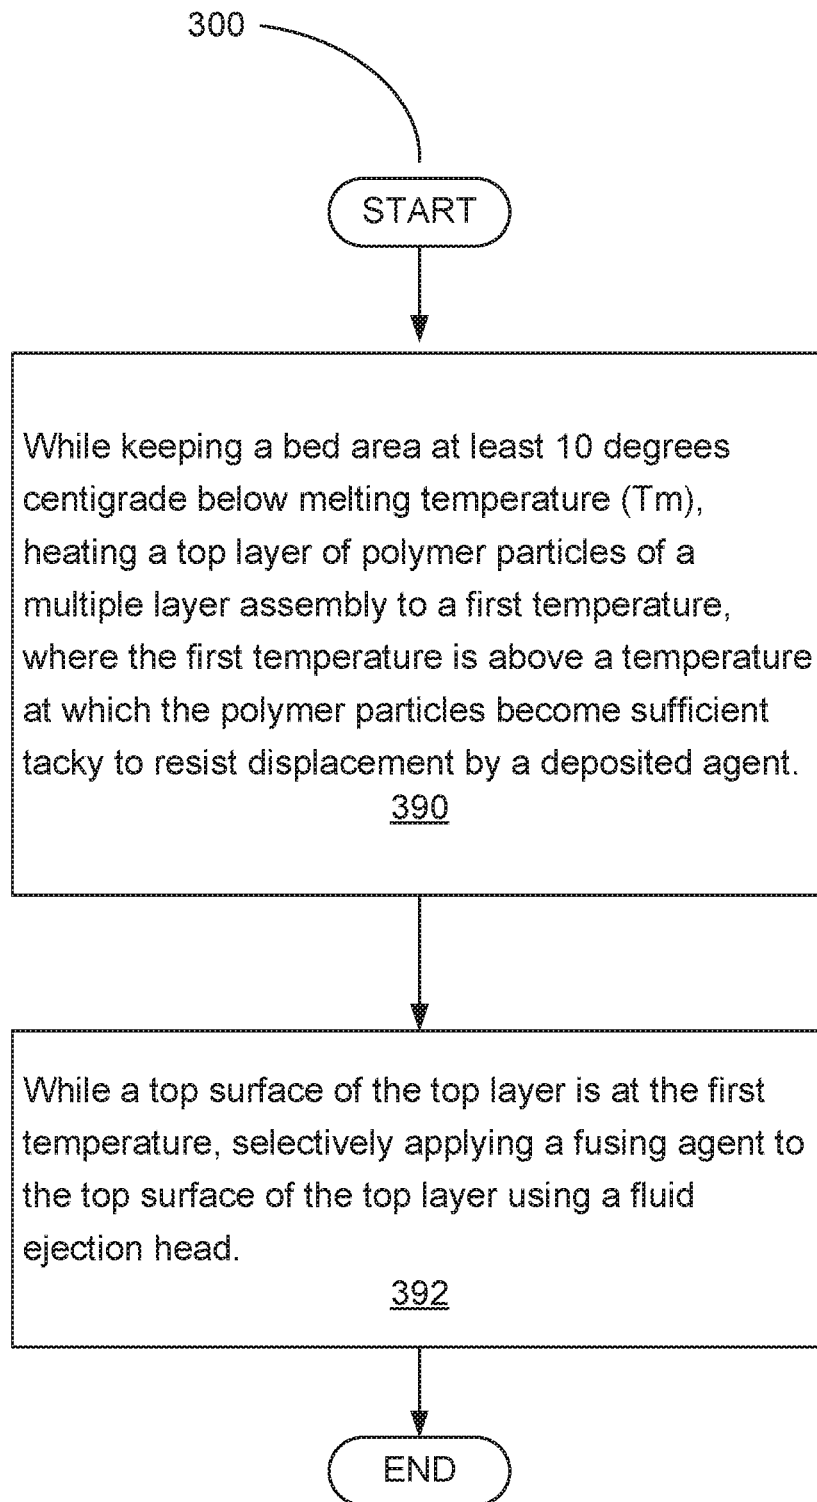 300
START
While keeping a bed area at least 10 degrees
centigrade below melting temperature (Tm),
heating a top layer of polymer particles of a
multiple layer assembly to a first temperature,
where the first temperature is above a temperature
at which the polymer particles become sufficient
tacky to resist displacement by a deposited agent.
390
While a top surface of the top layer is at the first
temperature, selectively applying a fusing agent to
the top surface of the top layer using a fluid
ejection head.
392
END